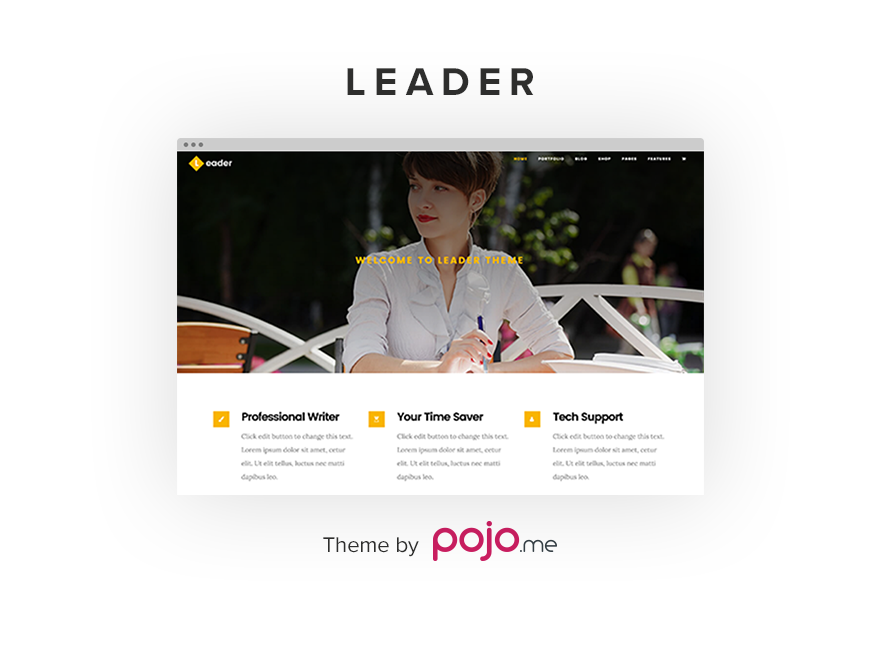 LEADER
Leader
HOME PORTFOLIO BLOG SHOP PAGES FEATURES
WELCOME TO LEADER THEME
Professional Writer
Click edit button to change this text.
Lorem ipsum dolor sit amet, cetur
elit. Ut elit tellus, luctus nec matti
dapibus leo.
Your Time Saver
Click edit button to change this text.
Lorem ipsum dolor sit amet, cetur
elit. Ut elit tellus, luctus nec matti
dapibus leo.
Tech Support
Click edit button to change this text.
Lorem ipsum dolor sit amet, cetur
elit. Ut elit tellus, luctus nec matti
dapibus leo.
Theme by pojo.me